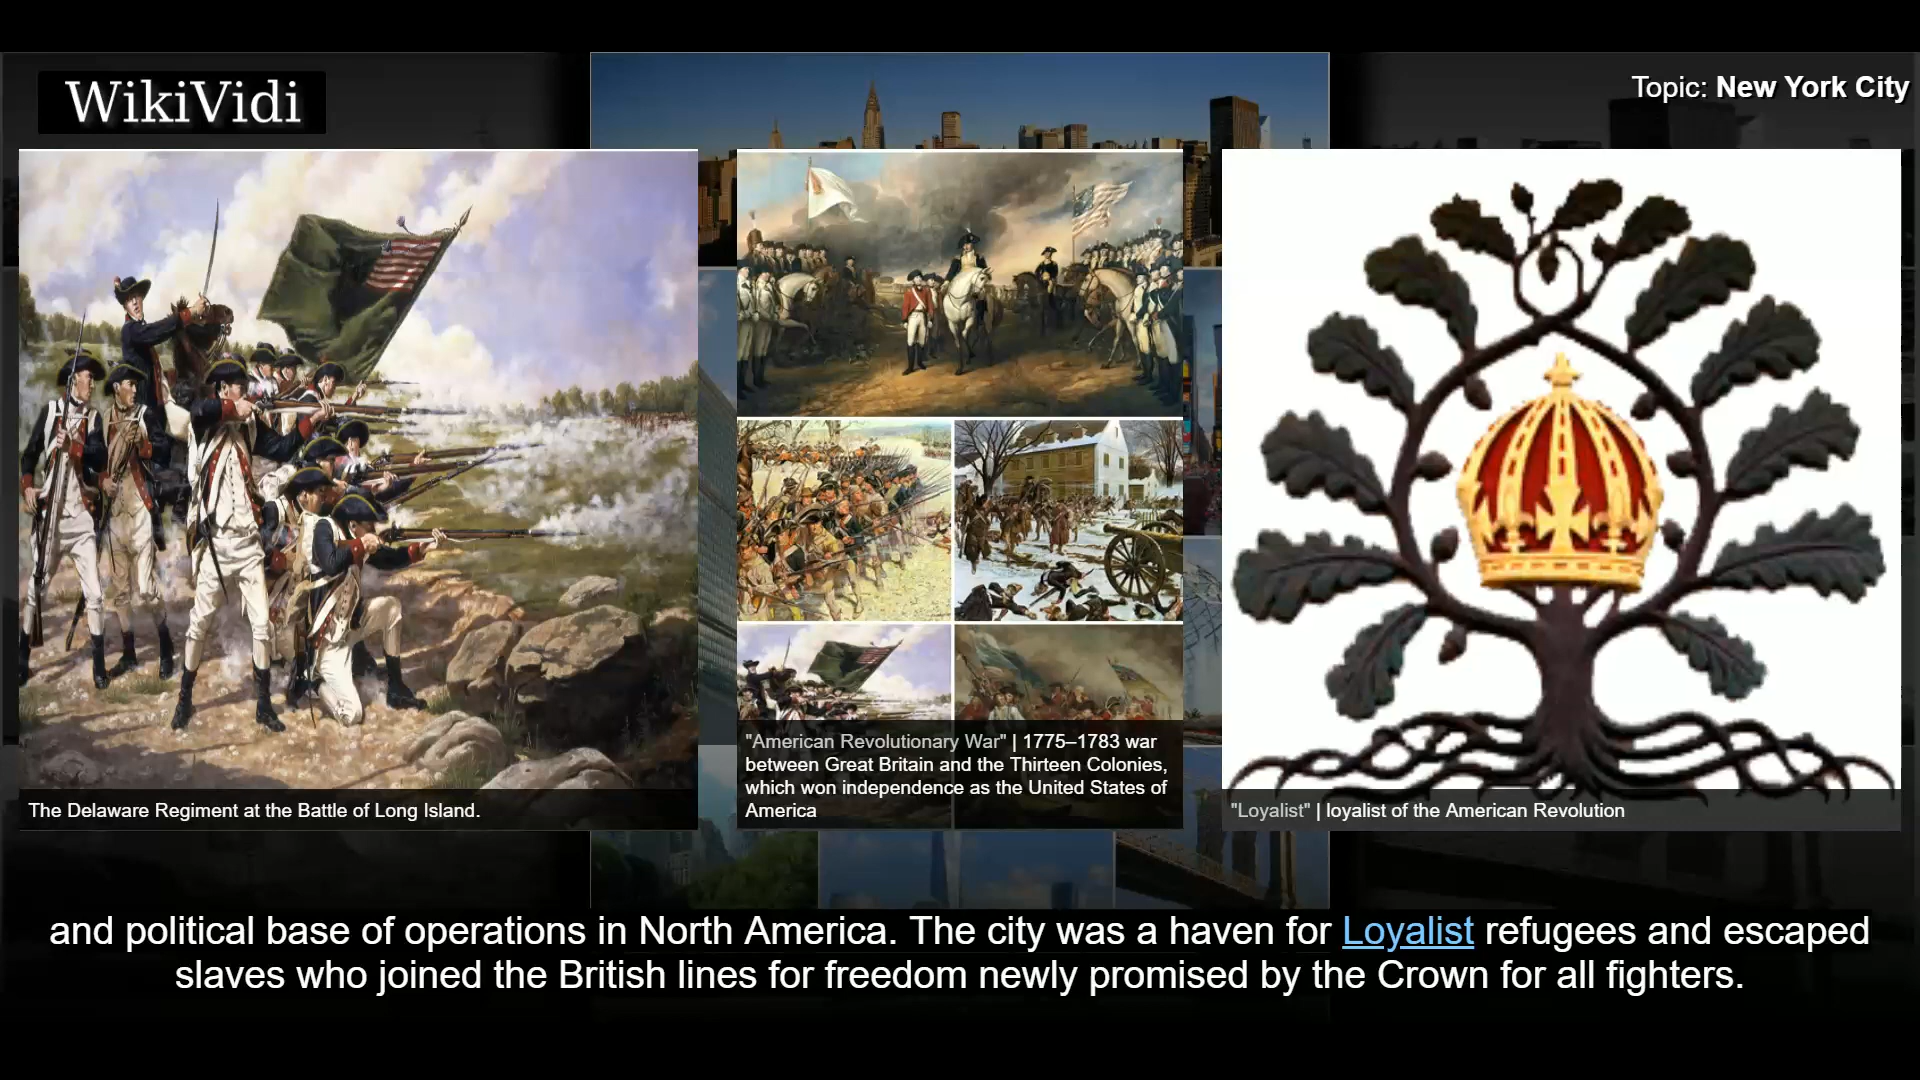 WikiVidi
Topic: New York City
The Delaware Regiment at the Battle of Long Island.
"American Revolutionary War" | 1775–1783 war
between Great Britain and the Thirteen Colonies,
which won independence as the United States of
America
"Loyalist" | loyalist of the American Revolution
and political base of operations in North America. The city was a haven for Loyalist refugees and escaped
slaves who joined the British lines for freedom newly promised by the Crown for all fighters.